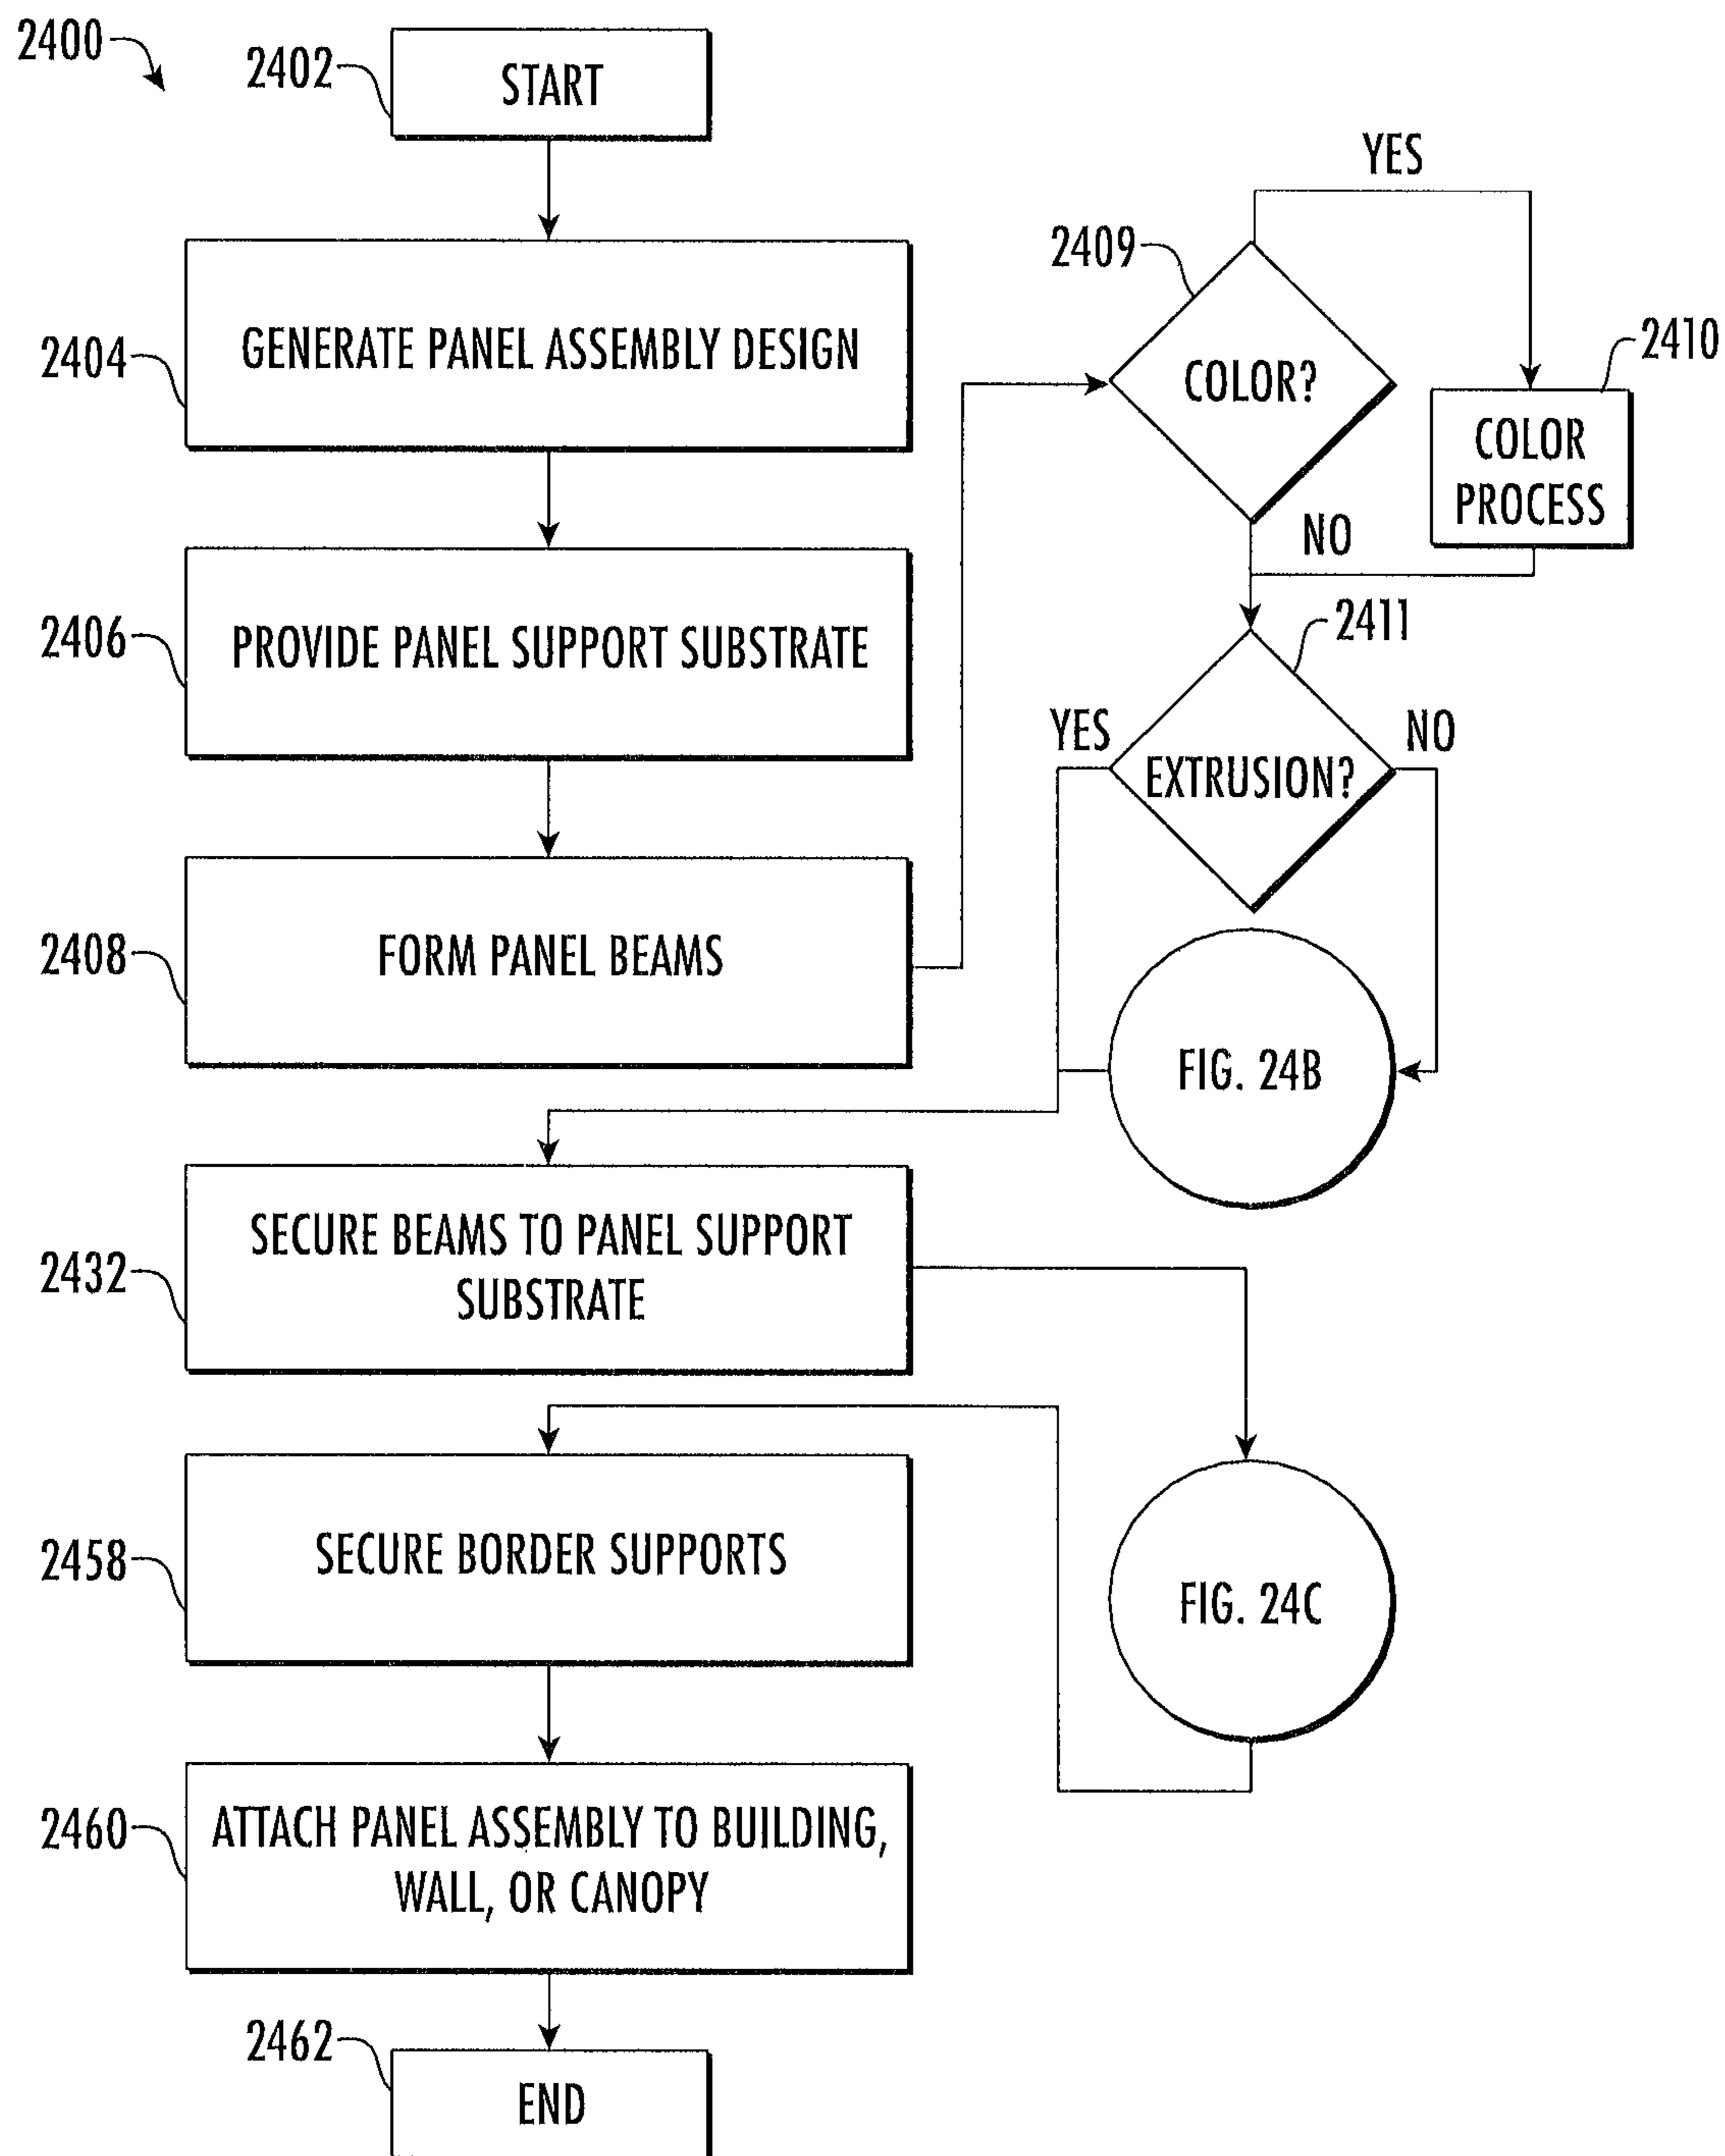 2400
2402
START
2404
GENERATE PANEL ASSEMBLY DESIGN
2406
PROVIDE PANEL SUPPORT SUBSTRATE
2408
FORM PANEL BEAMS
YES
2409
COLOR?
2410
COLOR
PROCESS
NO
2411
YES
NO
EXTRUSION?
FIG. 24B
2432
SECURE BEAMS TO PANEL SUPPORT
SUBSTRATE
FIG. 24C
2458
SECURE BORDER SUPPORTS
2460
ATTACH PANEL ASSEMBLY TO BUILDING,
WALL, OR CANOPY
2462
END